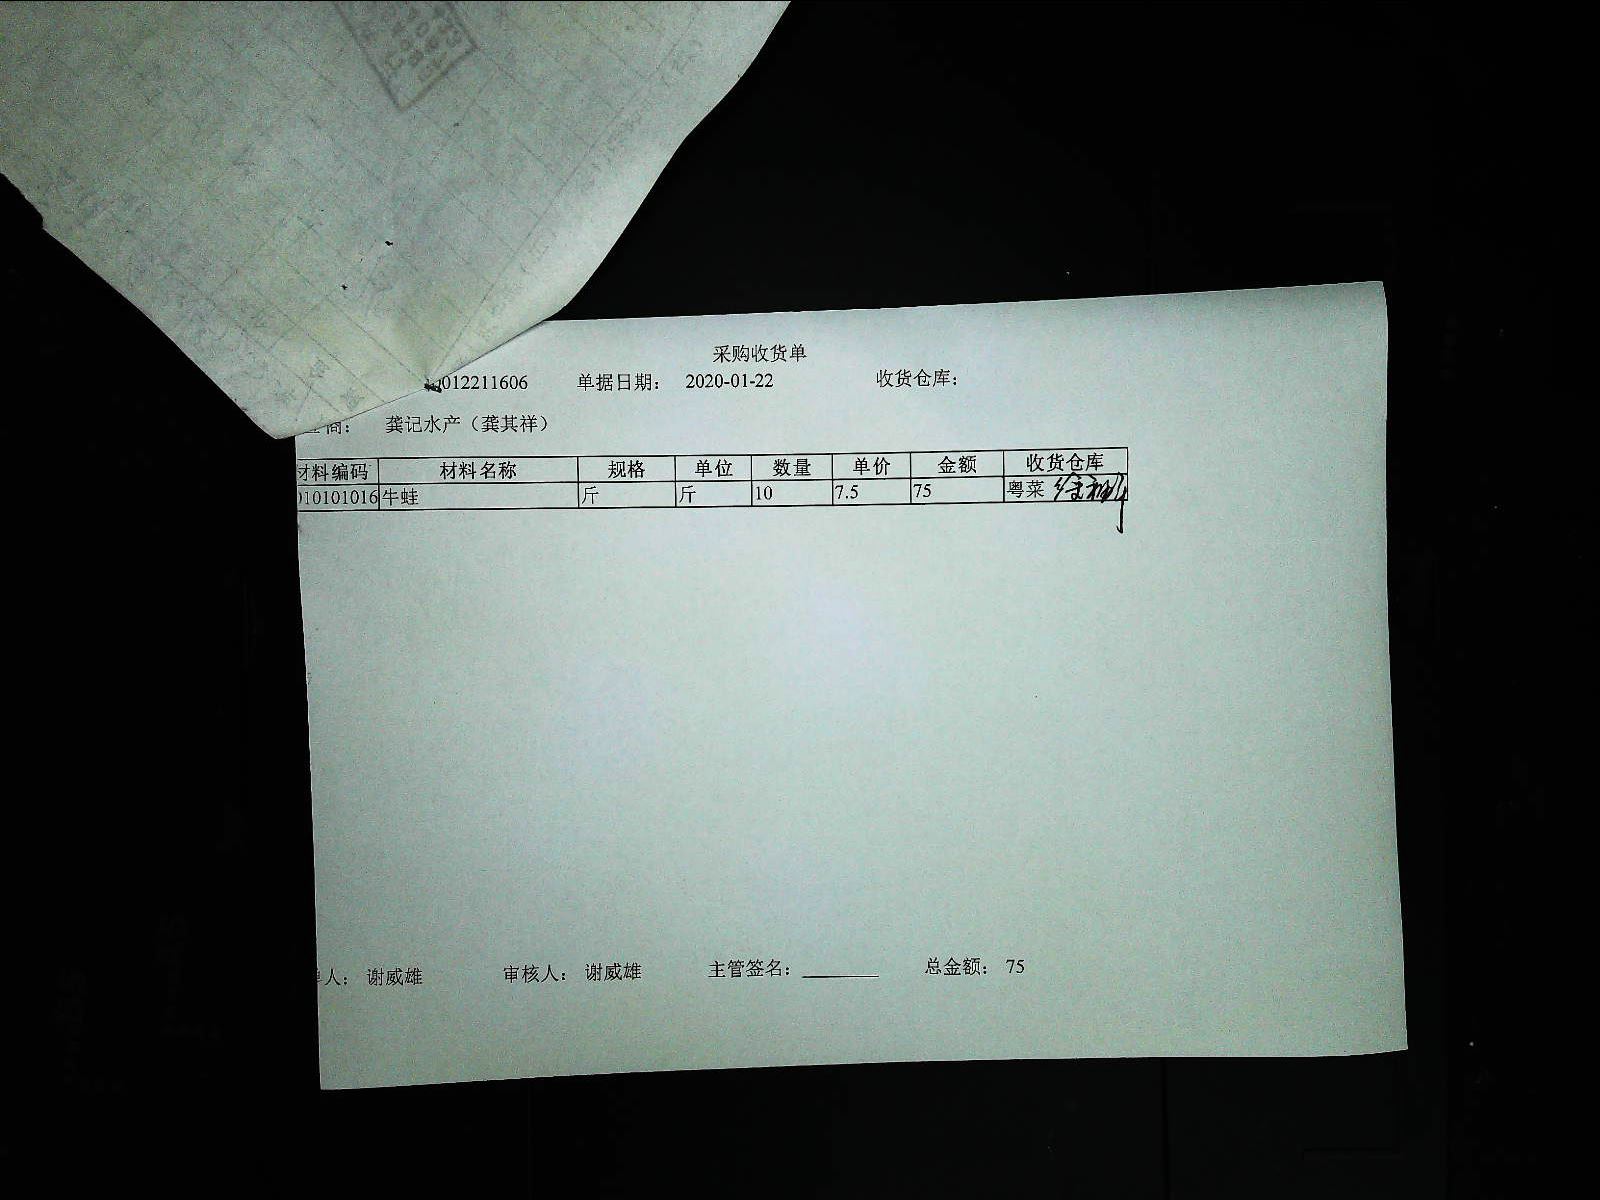 采购收货单
012211606 单据日期： 2020-01-22 收货仓库：
商： 龚记水产（龚其祥）
材料编码 材料名称 规格 单位 数量 单价 金额 收货仓库
10101016 牛蛙 斤 斤 10 7.5 75 粤菜
人： 谢威雄 审核人： 谢威雄 主管签名： 总金额： 75